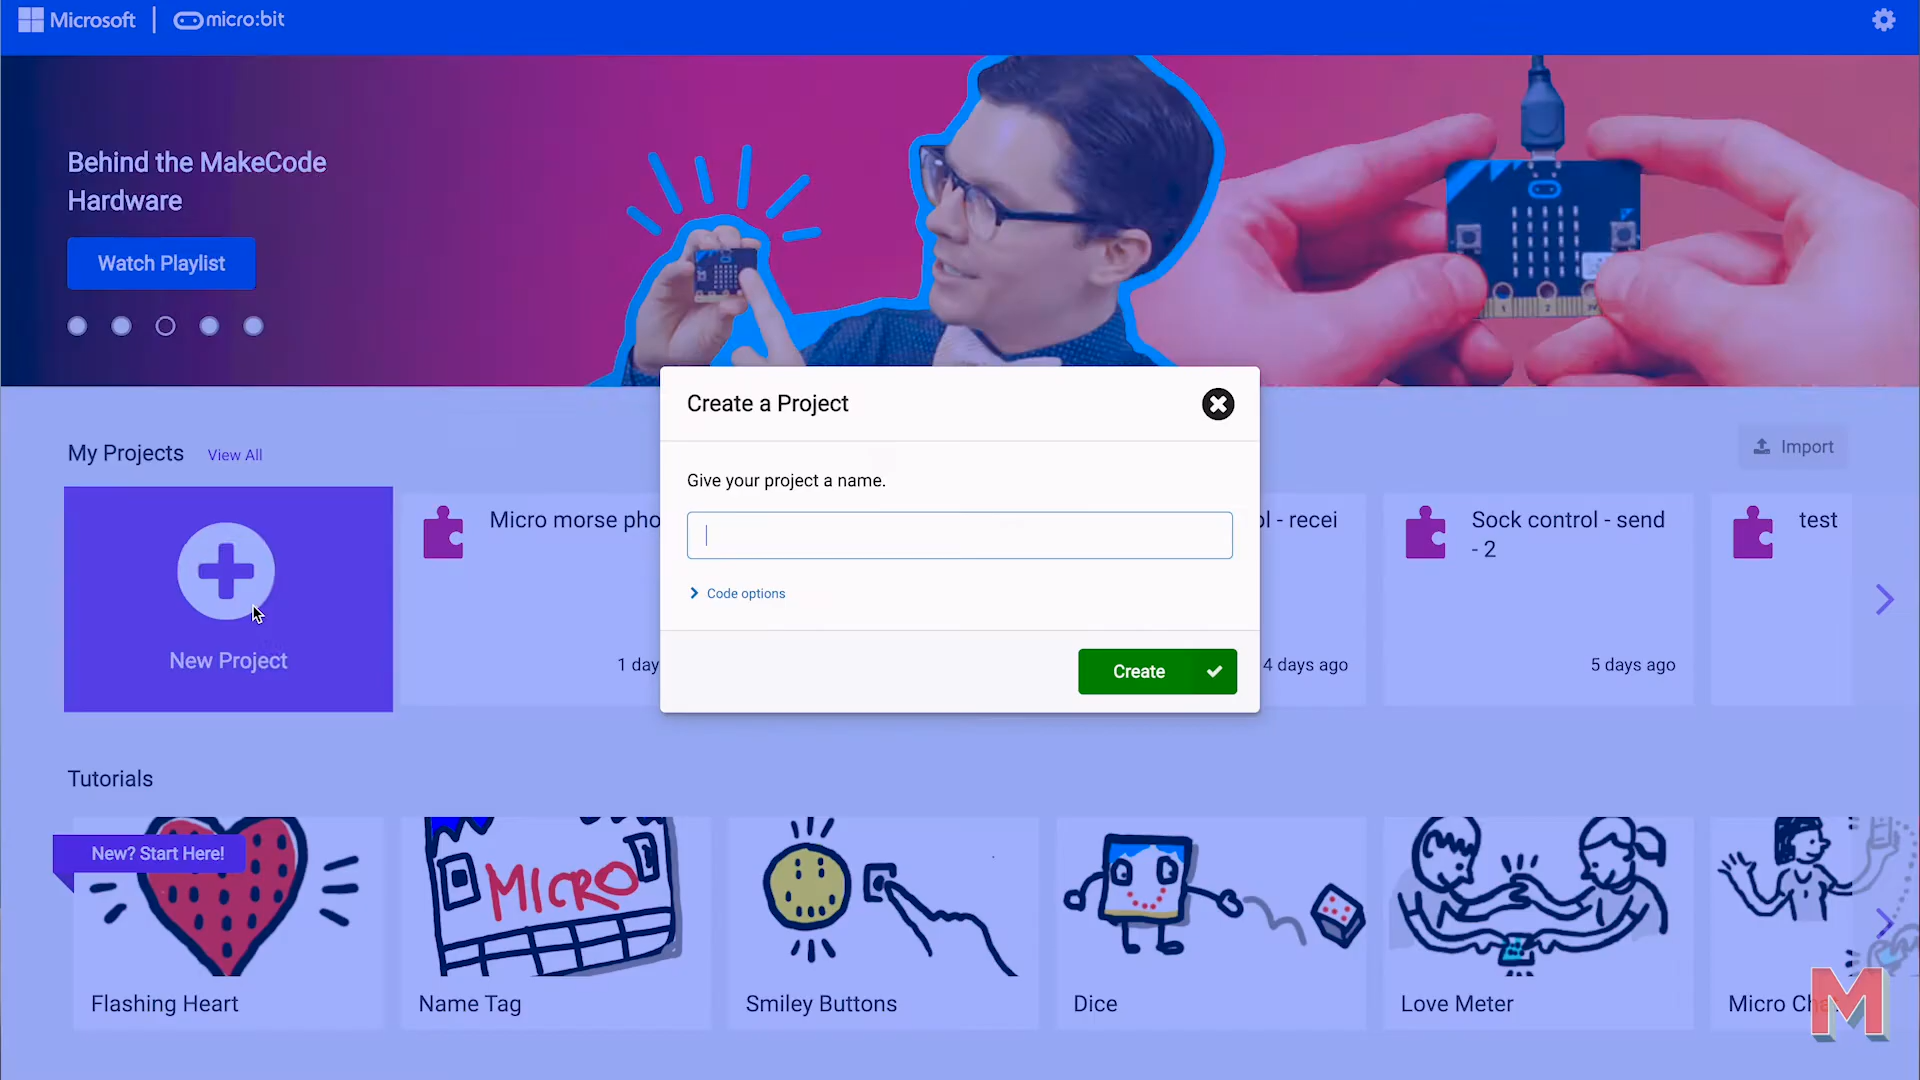 Microsoft | micro:bit
Behind the MakeCode
Hardware
Watch Playlist
Create a Project
Give your project a name.
Code options
Create
My Projects View All
Import
New Project
Micro morse pho
1 day
l - recei
4 days ago
Sock control - send
- 2
5 days ago
test
Tutorials
New? Start Here!
MICRO
Flashing Heart
Name Tag
Smiley Buttons
Dice
Love Meter
Micro Ch
M